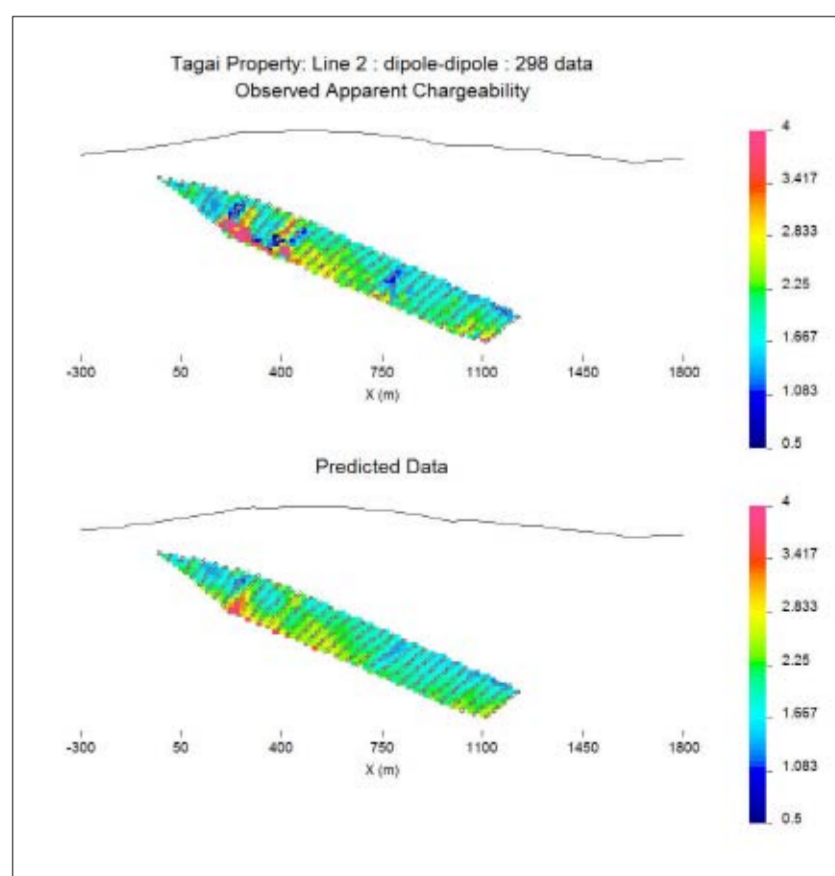 Tagai Property: Line 2 : dipole-dipole : 298 data
Observed Apparent Chargeability
4
3.417
2.833
2.25
1.667
1.083
0.5
-300 50 400 750 1100 1450 1800
X (m)
Predicted Data
4
3.417
2.833
2.25
1.667
1.083
0.5
-300 50 400 750 1100 1450 1800
X (m)